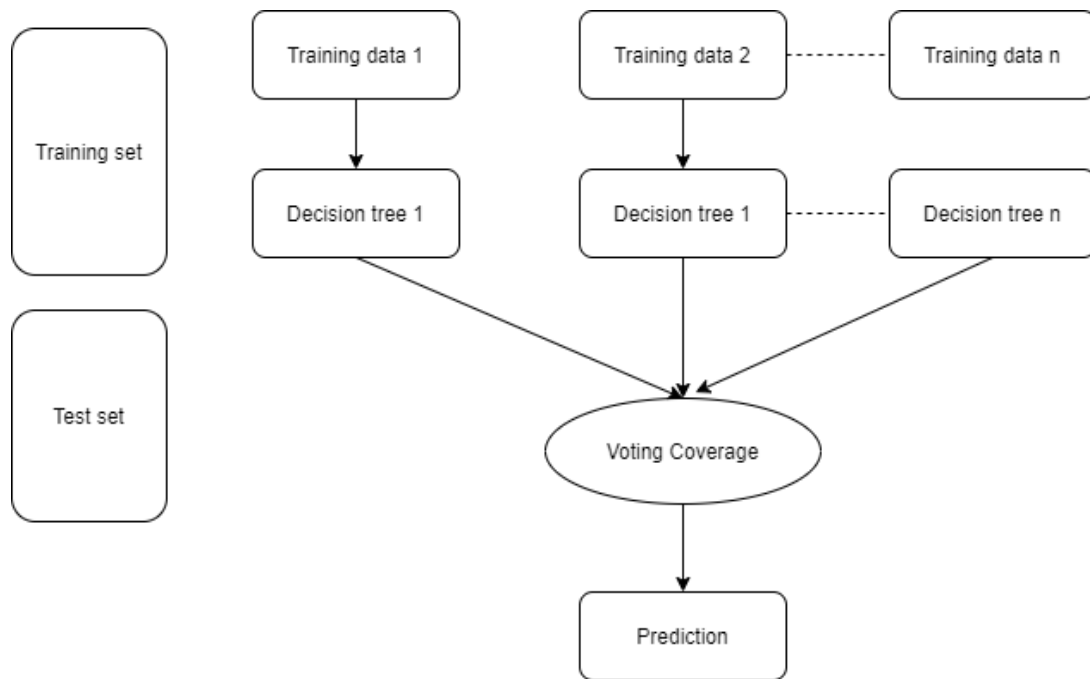 Training data 1
Training data 2
Training data n
Training set
Decision tree 1
Decision tree 1
Decision tree n
Test set
Voting Coverage
Prediction